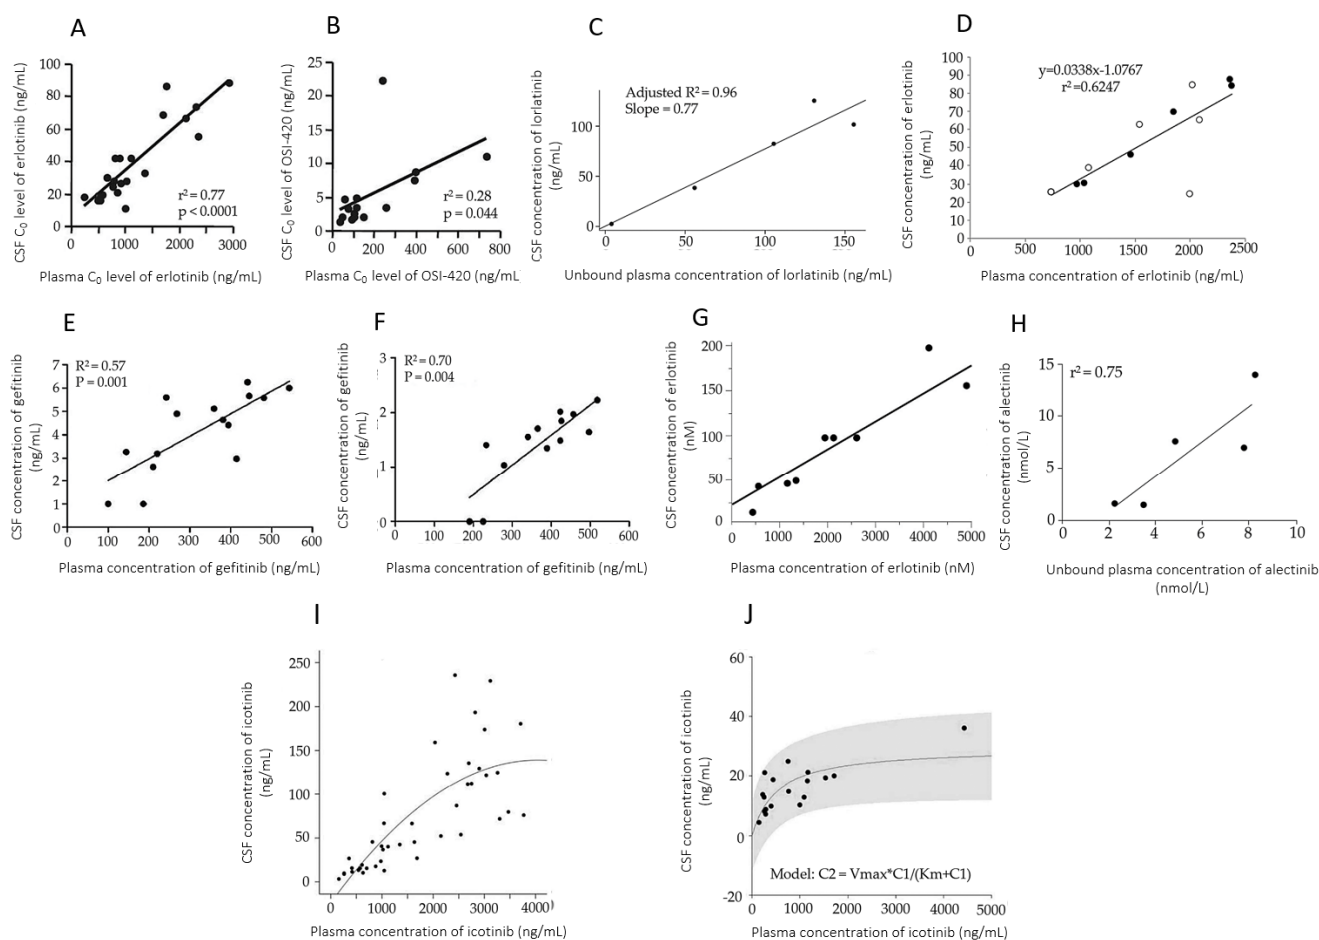 A
CSF C0 level of erlotinib (ng/mL)
100
80
60
40
20
0
r² = 0.77
p < 0.0001
0 1000 2000 3000
Plasma C0 level of erlotinib (ng/mL)
B
CSF C0 level of OSI-420 (ng/mL)
25
20
15
10
5
0
r² = 0.28
p = 0.044
0 200 400 600 800
Plasma C0 level of OSI-420 (ng/mL)
C
CSF concentration of lorlatinib
(ng/mL)
Adjusted R² = 0.96
Slope = 0.77
100
50
0
0 50 100 150
Unbound plasma concentration of lorlatinib (ng/mL)
D
CSF concentration of erlotinib
(ng/mL)
y=0.0338x-1.0767
r²=0.6247
100
90
80
70
60
50
40
30
20
10
0
0 500 1000 1500 2000 2500
Plasma concentration of erlotinib (ng/mL)
E
CSF concentration of gefitinib
(ng/mL)
R² = 0.57
P = 0.001
7
6
5
4
3
2
1
0
0 100 200 300 400 500 600
Plasma concentration of gefitinib (ng/mL)
F
CSF concentration of gefitinib
(ng/mL)
R² = 0.70
P = 0.004
3
2
1
0
0 100 200 300 400 500 600
Plasma concentration of gefitinib (ng/mL)
G
CSF concentration of erlotinib
(nM)
200
150
100
50
0
0 1000 2000 3000 4000 5000
Plasma concentration of erlotinib (nM)
H
CSF concentration of alectinib
(nmol/L)
r² = 0.75
15
10
5
0
0 2 4 6 8 10
Unbound plasma concentration of alectinib
(nmol/L)
I
CSF concentration of icotinib
(ng/mL)
250
200
150
100
50
0
0 1000 2000 3000 4000
Plasma concentration of icotinib (ng/mL)
J
CSF concentration of icotinib
(ng/mL)
60
40
20
0
-20
Model: C2 = Vmax*C1/(Km+C1)
0 1000 2000 3000 4000 5000
Plasma concentration of icotinib (ng/mL)